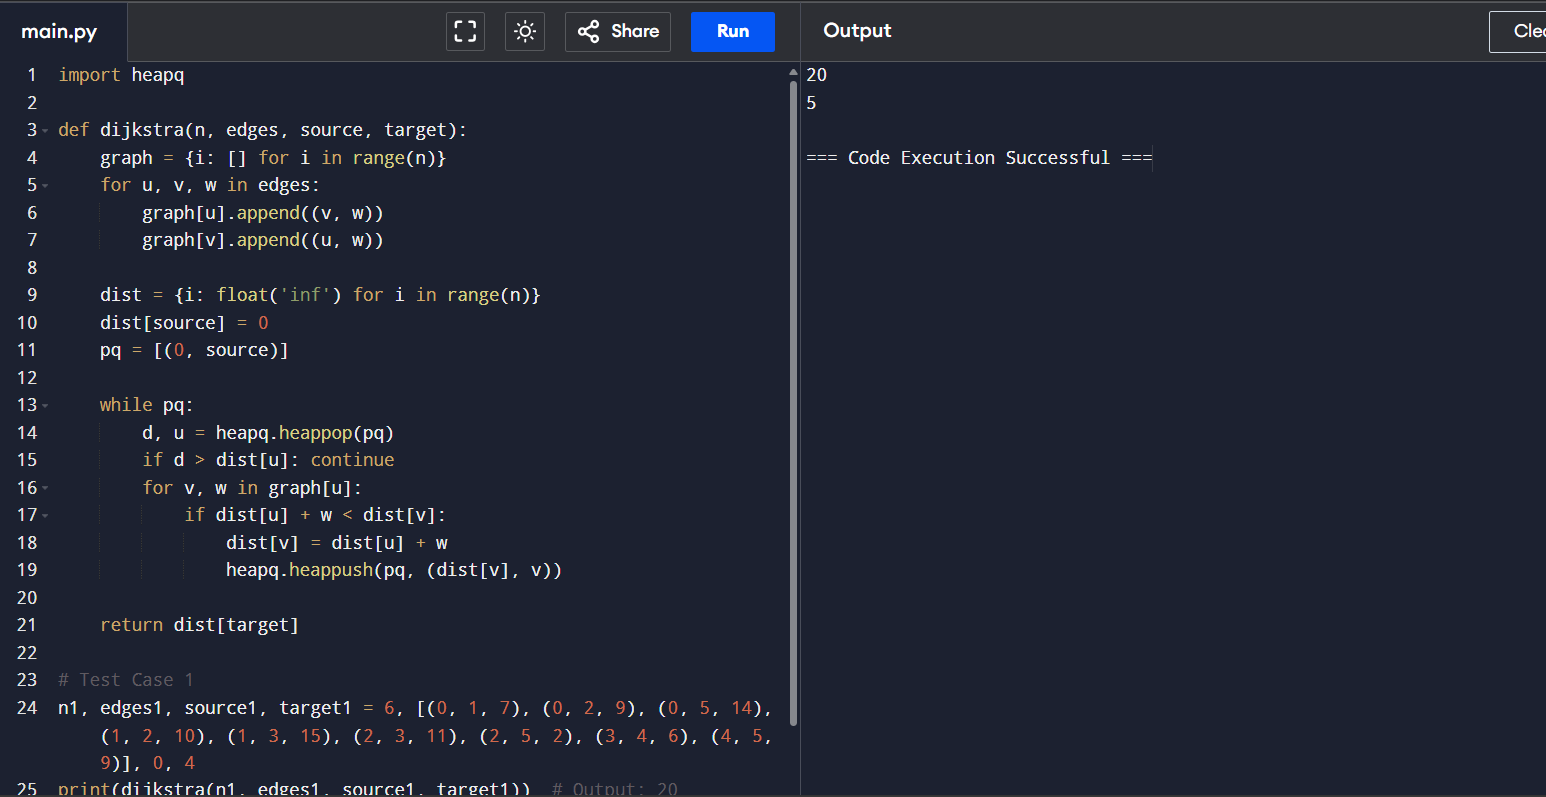 main.py
Share
Run
Output
1 import heapq
2
3 def dijkstra(n, edges, source, target):
4     graph = {i: [] for i in range(n)}
5     for u, v, w in edges:
6         graph[u].append((v, w))
7         graph[v].append((u, w))
8
9     dist = {i: float('inf') for i in range(n)}
10     dist[source] = 0
11     pq = [(0, source)]
12
13     while pq:
14         d, u = heapq.heappop(pq)
15         if d > dist[u]: continue
16         for v, w in graph[u]:
17             if dist[u] + w < dist[v]:
18                 dist[v] = dist[u] + w
19                 heapq.heappush(pq, (dist[v], v))
20
21     return dist[target]
22
23 # Test Case 1
24 n1, edges1, source1, target1 = 6, [(0, 1, 7), (0, 2, 9), (0, 5, 14),
(1, 2, 10), (1, 3, 15), (2, 3, 11), (2, 5, 2), (3, 4, 6), (4, 5,
9)], 0, 4
25 print(dijkstra(n1, edges1, source1, target1))  # Output: 20
20
5
=== Code Execution Successful ===